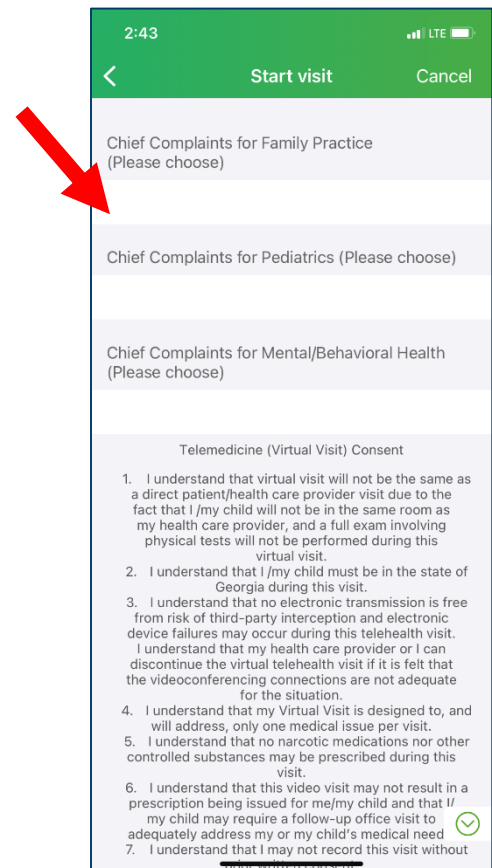 2:43
LTE
Start visit
Cancel
Chief Complaints for Family Practice
(Please choose)
Chief Complaints for Pediatrics (Please choose)
Chief Complaints for Mental/Behavioral Health
(Please choose)
Telemedicine (Virtual Visit) Consent
1. I understand that virtual visit will not be the same as
a direct patient/health care provider visit due to the
fact that I /my child will not be in the same room as
my health care provider, and a full exam involving
physical tests will not be performed during this
virtual visit.
2. I understand that I /my child must be in the state of
Georgia during this visit.
3. I understand that no electronic transmission is free
from risk of third-party interception and electronic
device failures may occur during this telehealth visit.
I understand that my health care provider or I can
discontinue the virtual telehealth visit if it is felt that
the videoconferencing connections are not adequate
for the situation.
4. I understand that my Virtual Visit is designed to, and
will address, only one medical issue per visit.
5. I understand that no narcotic medications nor other
controlled substances may be prescribed during this
visit.
6. I understand that this video visit may not result in a
prescription being issued for me/my child and that I/
my child may require a follow-up office visit to
adequately address my or my child's medical need
7. I understand that I may not record this visit without